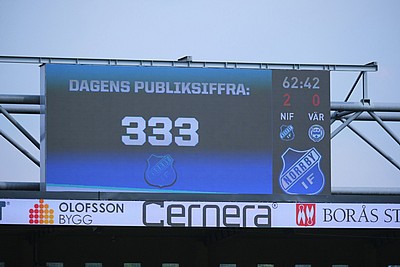 DAGENS PUBLIKSIFFRA:
333
62:42
2 0
NIF VÄR
NORRBY
IF
OLOFSSON
BYGG
Cernera
BORÅS ST